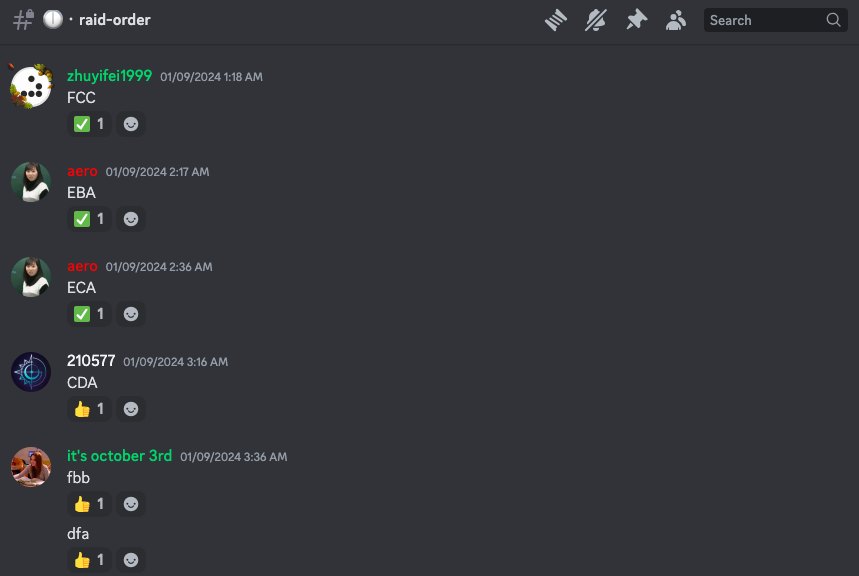 raid-order
Search
zhuyifei1999 01/09/2024 1:18 AM
FCC
1
aero 01/09/2024 2:17 AM
EBA
1
aero 01/09/2024 2:36 AM
ECA
1
210577 01/09/2024 3:16 AM
CDA
1
it's october 3rd 01/09/2024 3:36 AM
fbb
1
dfa
1